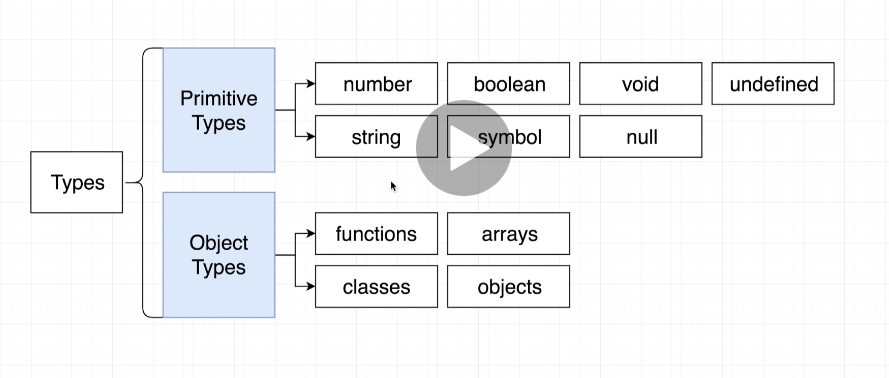 Types
Primitive
Types
number
boolean
void
undefined
string
symbol
null
Object
Types
functions
arrays
classes
objects